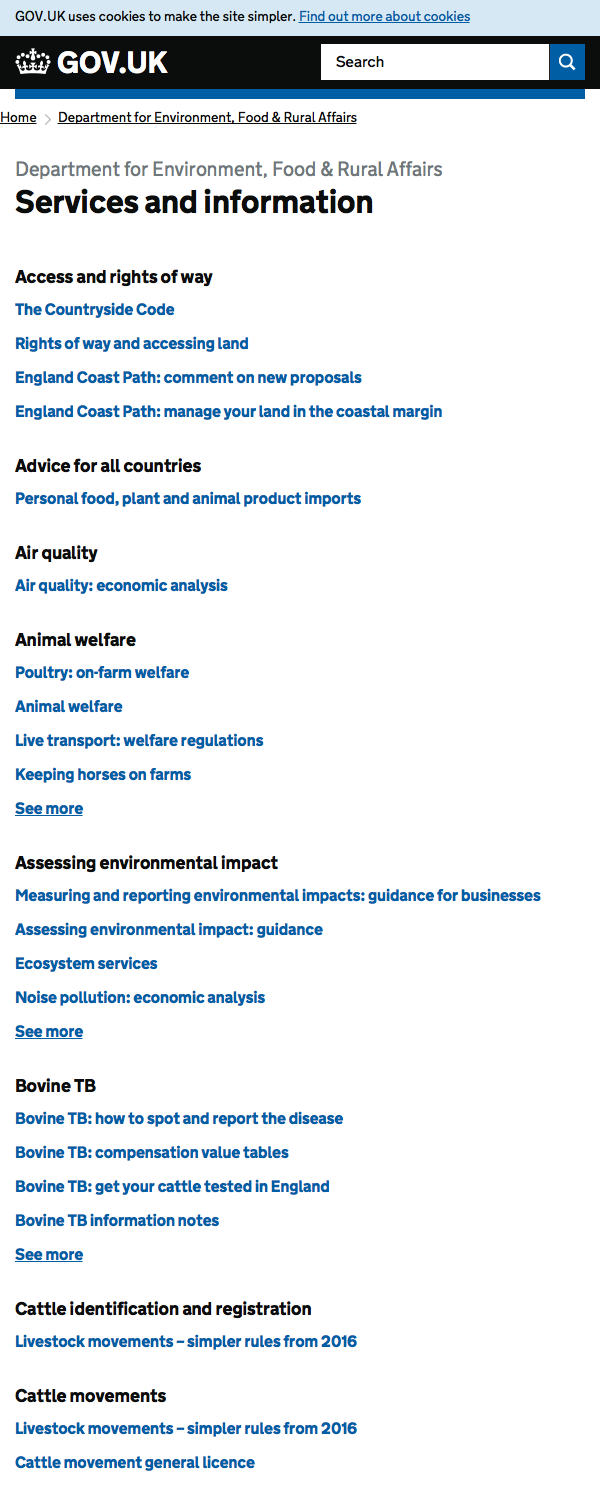 GOV.UK uses cookies to make the site simpler. Find out more about cookies
GOV.UK
Search
Home > Department for Environment, Food & Rural Affairs
Department for Environment, Food & Rural Affairs
Services and information
Access and rights of way
The Countryside Code
Rights of way and accessing land
England Coast Path: comment on new proposals
England Coast Path: manage your land in the coastal margin
Advice for all countries
Personal food, plant and animal product imports
Air quality
Air quality: economic analysis
Animal welfare
Poultry: on-farm welfare
Animal welfare
Live transport: welfare regulations
Keeping horses on farms
See more
Assessing environmental impact
Measuring and reporting environmental impacts: guidance for businesses
Assessing environmental impact: guidance
Ecosystem services
Noise pollution: economic analysis
See more
Bovine TB
Bovine TB: how to spot and report the disease
Bovine TB: compensation value tables
Bovine TB: get your cattle tested in England
Bovine TB information notes
See more
Cattle identification and registration
Livestock movements – simpler rules from 2016
Cattle movements
Livestock movements – simpler rules from 2016
Cattle movement general licence